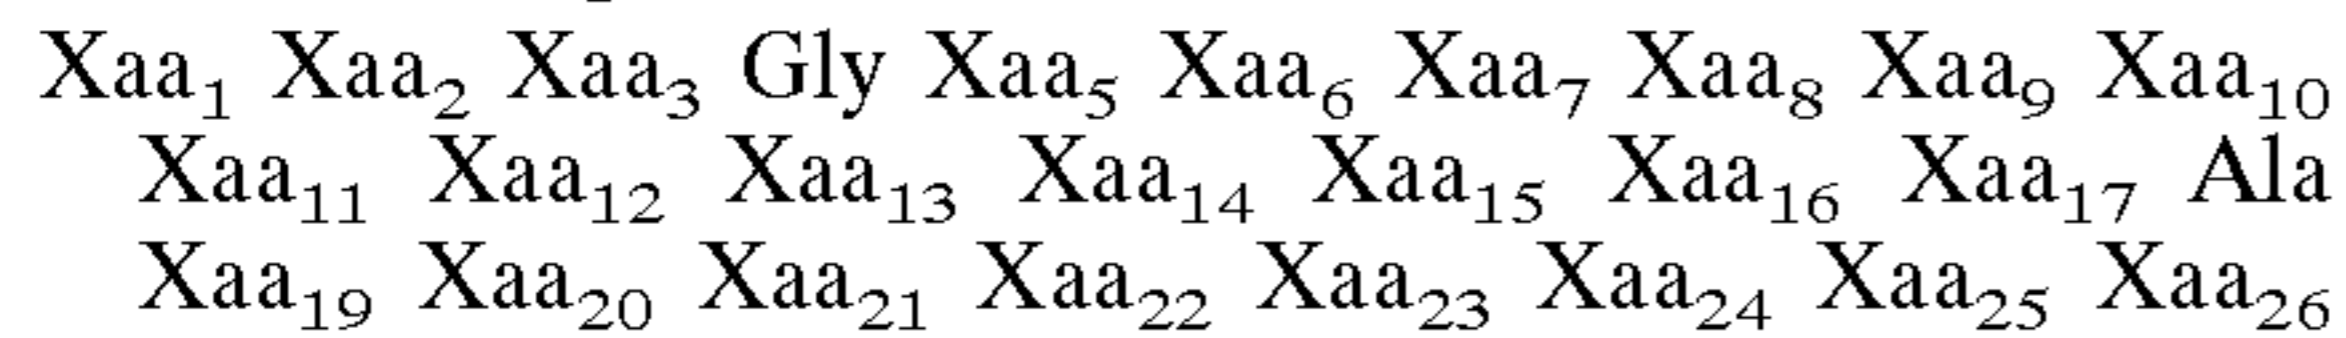 Xaa₁ Xaa₂ Xaa₃ Gly Xaa₅ Xaa₆ Xaa₇ Xaa₈ Xaa₉ Xaa₁₀
Xaa₁₁ Xaa₁₂ Xaa₁₃ Xaa₁₄ Xaa₁₅ Xaa₁₆ Xaa₁₇ Ala
Xaa₁₉ Xaa₂₀ Xaa₂₁ Xaa₂₂ Xaa₂₃ Xaa₂₄ Xaa₂₅ Xaa₂₆